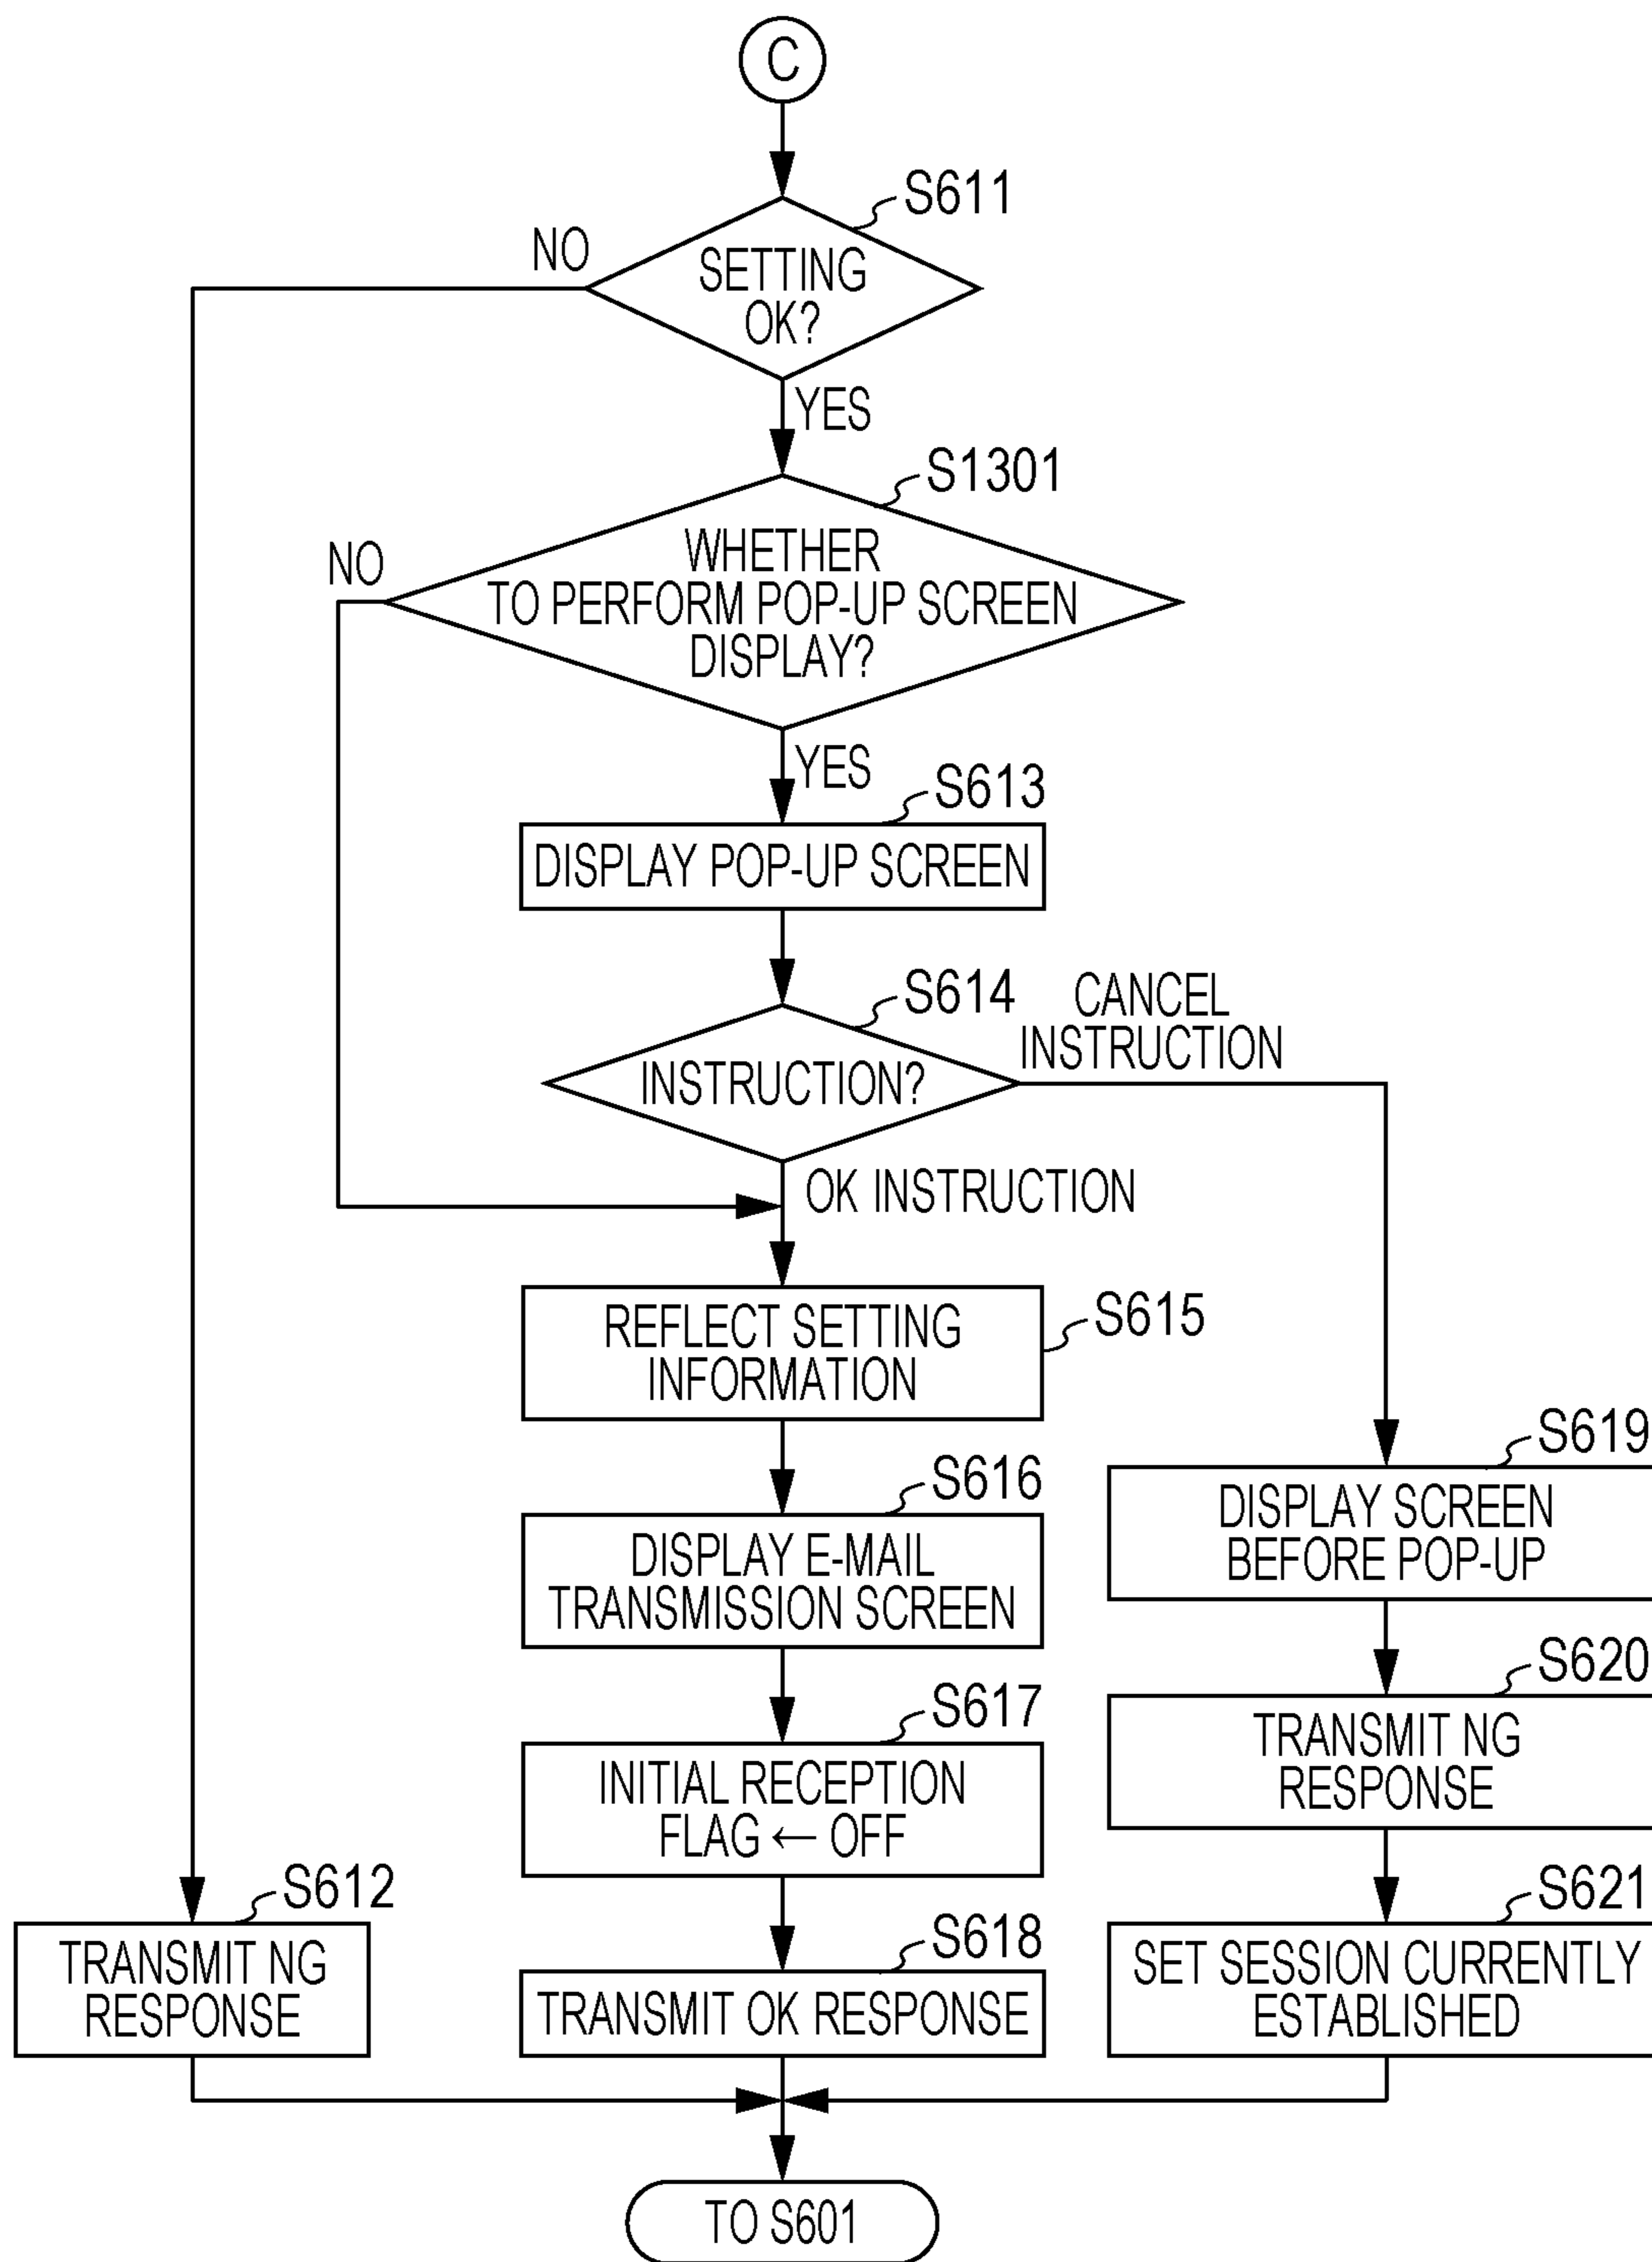 C
S611
NO
SETTING
OK?
YES
S1301
NO
WHETHER
TO PERFORM POP-UP SCREEN
DISPLAY?
YES
S613
DISPLAY POP-UP SCREEN
S614
CANCEL
INSTRUCTION
INSTRUCTION?
OK INSTRUCTION
REFLECT SETTING
INFORMATION
S615
S616
DISPLAY E-MAIL
TRANSMISSION SCREEN
S617
INITIAL RECEPTION
FLAG ← OFF
S618
TRANSMIT OK RESPONSE
S619
DISPLAY SCREEN
BEFORE POP-UP
S620
TRANSMIT NG
RESPONSE
S621
SET SESSION CURRENTLY
ESTABLISHED
S612
TRANSMIT NG
RESPONSE
TO S601